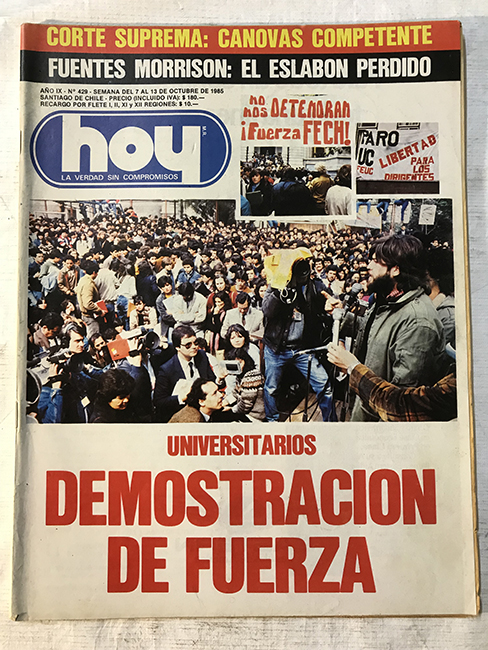 CORTE SUPREMA: CANOVAS COMPETENTE
FUENTES MORRISON: EL ESLABON PERDIDO
AÑO IX - Nº 429 - SEMANA DEL 7 AL 13 DE OCTUBRE DE 1985
SANTIAGO DE CHILE - PRECIO (INCLUIDO IVA): $ 180.—
RECARGO POR FLETE I, II, XI y XII REGIONES: $ 10.—
hoy
M.R.
LA VERDAD SIN COMPROMISOS
NO
NOS DETENDRAN
¡Fuerza FECH!
PARO
UC
FEUC
LIBERTAD
PARA
LOS
DIRIGENTES
UNIVERSITARIOS
DEMOSTRACION
DE FUERZA